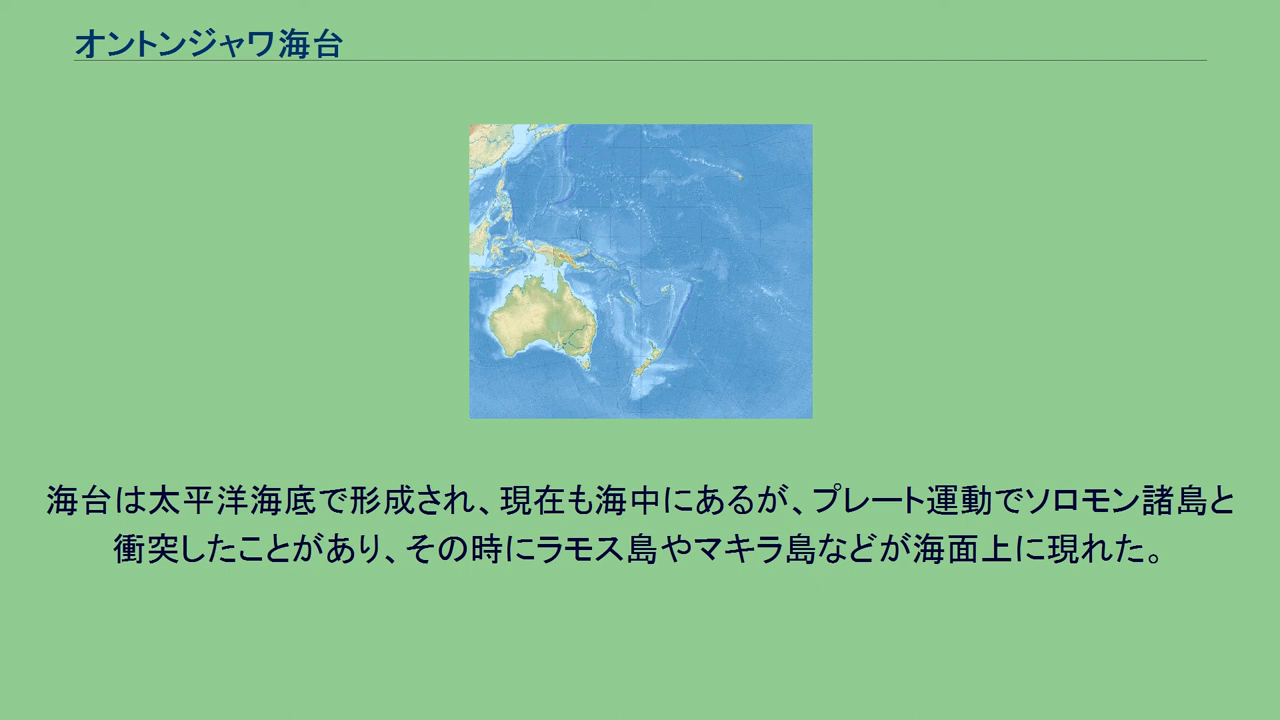 オントンジャワ海台
海台は太平洋海底で形成され、現在も海中にあるが、プレート運動でソロモン諸島と
衝突したことがあり、その時にラモス島やマキラ島などが海面上に現れた。